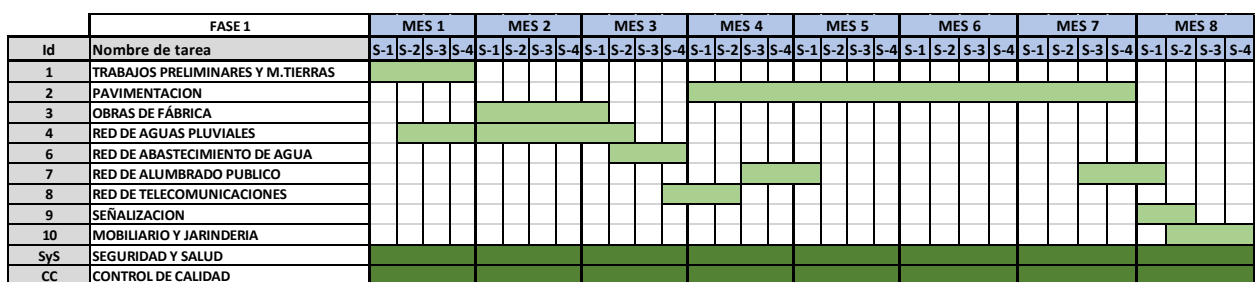 FASE 1 MES 1 MES 2 MES 3 MES 4 MES 5 MES 6 MES 7 MES 8
Id Nombre de tarea S-1 S-2 S-3 S-4 S-1 S-2 S-3 S-4 S-1 S-2 S-3 S-4 S-1 S-2 S-3 S-4 S-1 S-2 S-3 S-4 S-1 S-2 S-3 S-4 S-1 S-2 S-3 S-4 S-1 S-2 S-3 S-4
1 TRABAJOS PRELIMINARES Y M.TIERRAS
2 PAVIMENTACION
3 OBRAS DE FÁBRICA
4 RED DE AGUAS PLUVIALES
6 RED DE ABASTECIMIENTO DE AGUA
7 RED DE ALUMBRADO PUBLICO
8 RED DE TELECOMUNICACIONES
9 SEÑALIZACION
10 MOBILIARIO Y JARINDERIA
SyS SEGURIDAD Y SALUD
CC CONTROL DE CALIDAD